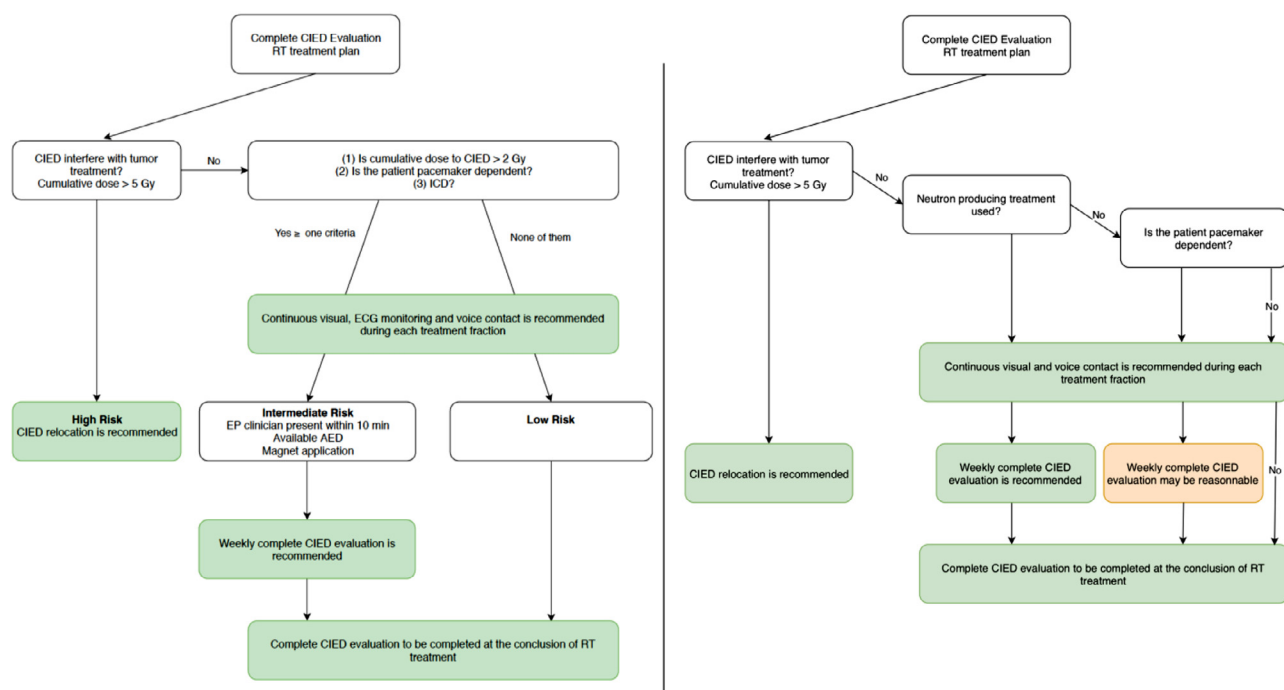 Complete CIED Evaluation
RT treatment plan
CIED interfere with tumor
treatment?
Cumulative dose > 5 Gy
No
(1) Is cumulative dose to CIED > 2 Gy
(2) Is the patient pacemaker dependent?
(3) ICD?
Yes ≥ one criteria
None of them
Continuous visual, ECG monitoring and voice contact is recommended
during each treatment fraction
High Risk
CIED relocation is recommended
Intermediate Risk
EP clinician present within 10 min
Available AED
Magnet application
Low Risk
Weekly complete CIED evaluation is
recommended
Complete CIED evaluation to be completed at the conclusion of RT
treatment
Complete CIED Evaluation
RT treatment plan
CIED interfere with tumor
treatment?
Cumulative dose > 5 Gy
No
Neutron producing treatment
used?
No
Is the patient pacemaker
dependent?
No
Continuous visual and voice contact is recommended during each
treatment fraction
CIED relocation is recommended
Weekly complete CIED
evaluation is recommended
Weekly complete CIED
evaluation may be reasonnable
No
Complete CIED evaluation to be completed at the conclusion of RT
treatment